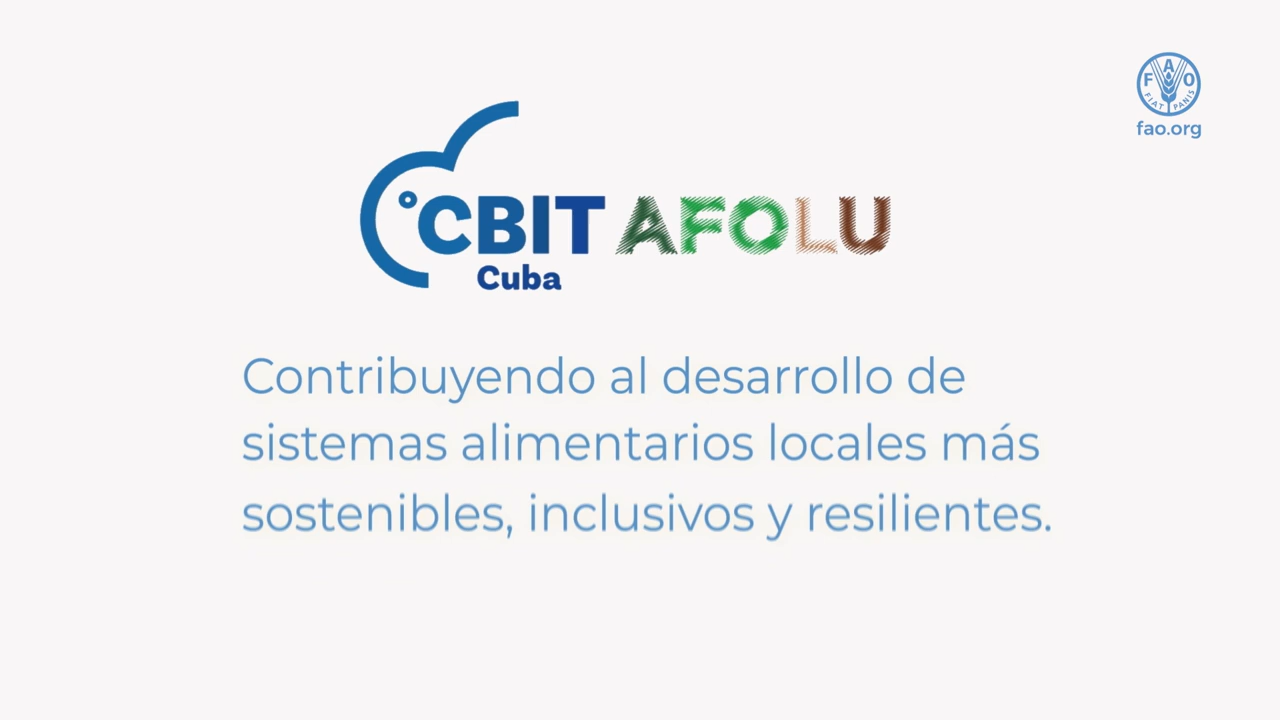 FAO
FIAT PANIS
fao.org
°CBIT AFOLU
Cuba
Contribuyendo al desarrollo de
sistemas alimentarios locales más
sostenibles, inclusivos y resilientes.